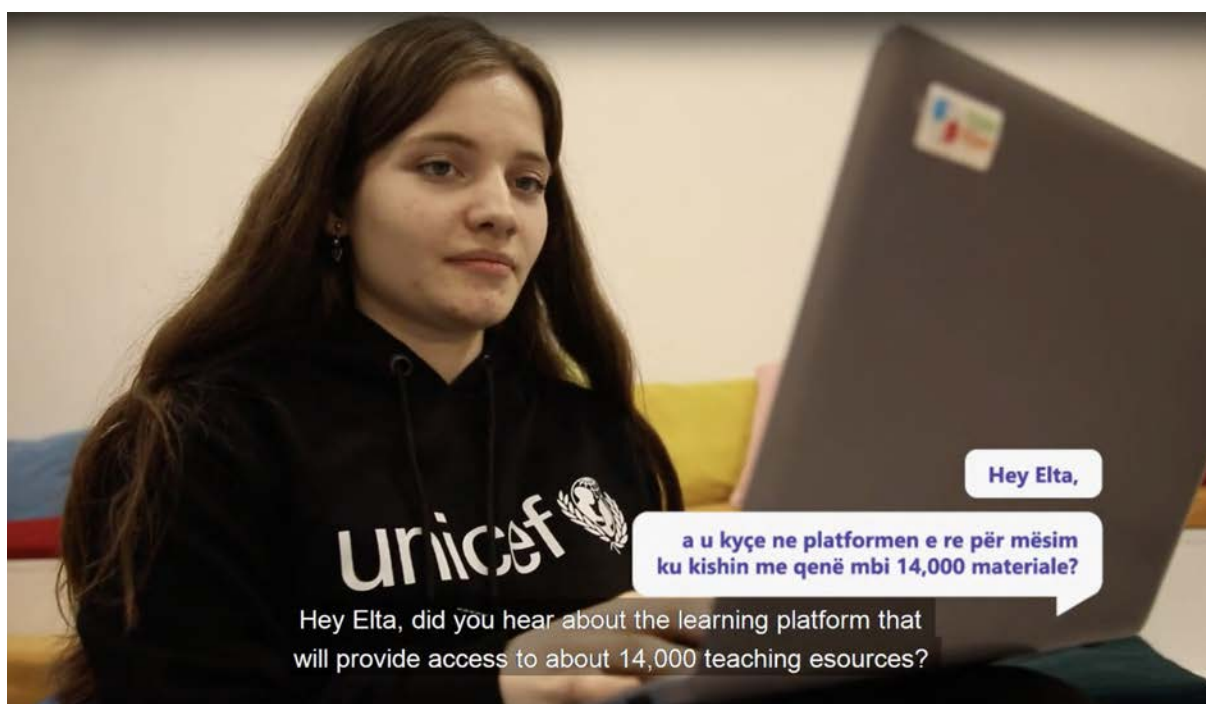 Hey Elta,
a u kyçe ne platformen e re për mësim
ku kishin me qenë mbi 14,000 materiale?
unicef
Hey Elta, did you hear about the learning platform that
will provide access to about 14,000 teaching esources?